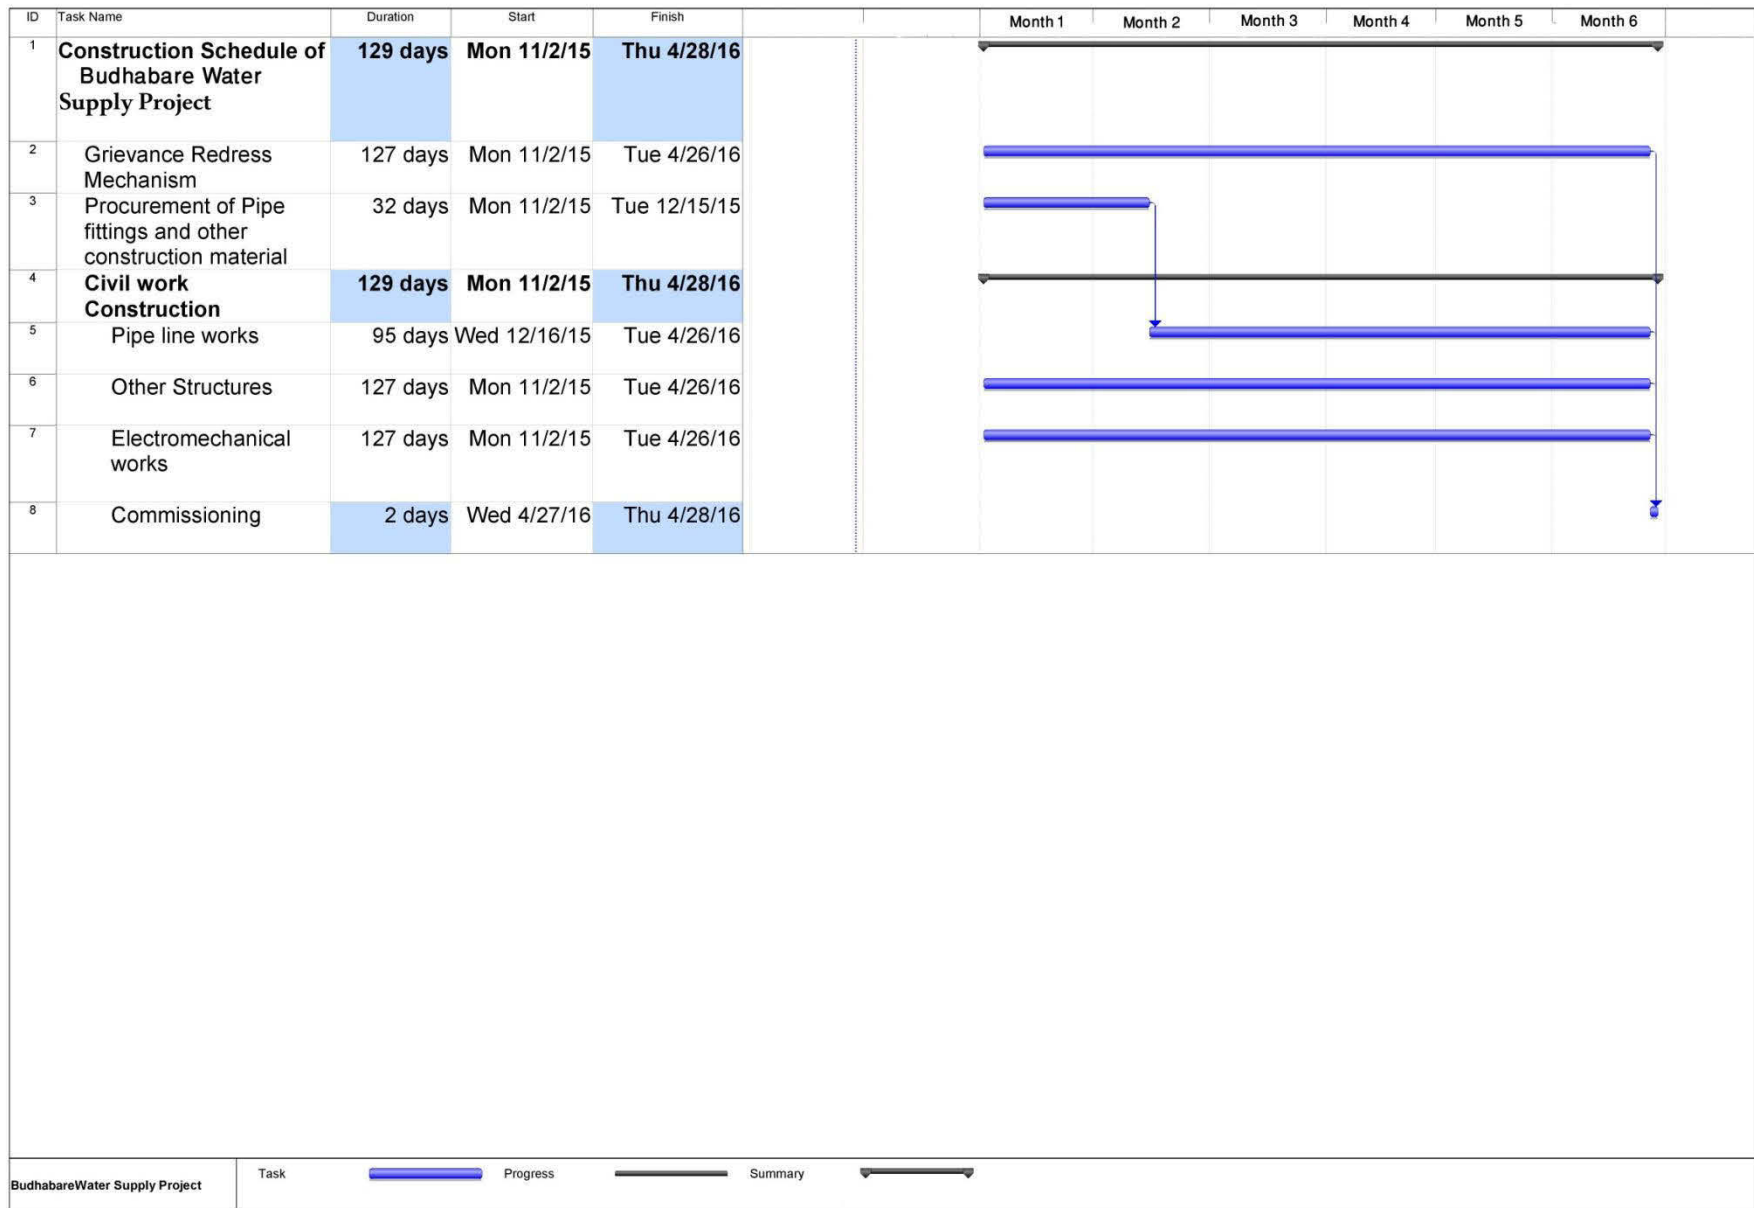 ID Task Name Duration Start Finish Month 1 Month 2 Month 3 Month 4 Month 5 Month 6
1 Construction Schedule of 129 days Mon 11/2/15 Thu 4/28/16
Budhabare Water
Supply Project
2 Grievance Redress 127 days Mon 11/2/15 Tue 4/26/16
Mechanism
3 Procurement of Pipe 32 days Mon 11/2/15 Tue 12/15/15
fittings and other
construction material
4 Civil work 129 days Mon 11/2/15 Thu 4/28/16
Construction
5 Pipe line works 95 days Wed 12/16/15 Tue 4/26/16
6 Other Structures 127 days Mon 11/2/15 Tue 4/26/16
7 Electromechanical 127 days Mon 11/2/15 Tue 4/26/16
works
8 Commissioning 2 days Wed 4/27/16 Thu 4/28/16
BudhabareWater Supply Project Task Progress Summary